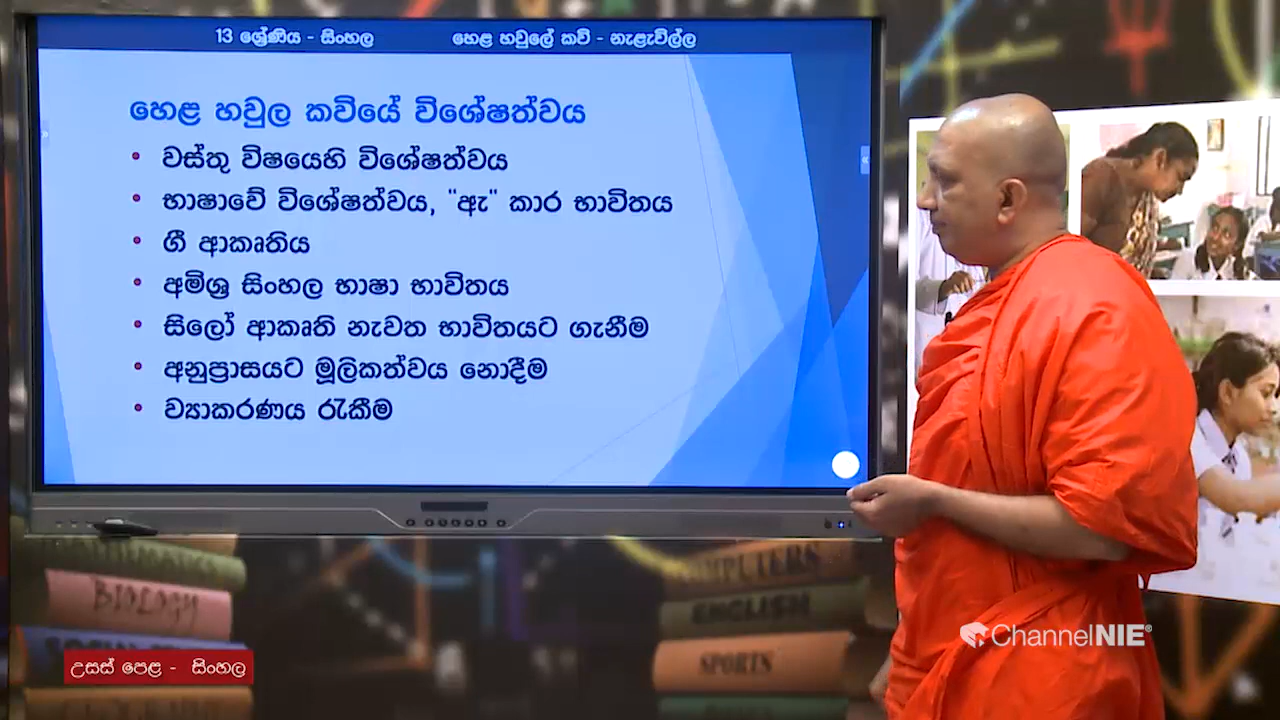 13 ශ්‍රේණිය - සිංහල හෙළ හවුලේ කවි - නැළැවිල්ල
හෙළ හවුල කවියේ විශේෂත්වය
• වස්තු විෂයෙහි විශේෂත්වය
• භාෂාවේ විශේෂත්වය, "ඇ" කාර භාවිතය
• ගී ආකෘතිය
• අමිශ්‍ර සිංහල භාෂා භාවිතය
• සිලෝ ආකෘති නැවත භාවිතයට ගැනීම
• අනුප්‍රාසයට මූලිකත්වය නොදීම
• ව්‍යාකරණය රැකීම
MATHEMATICS
BIOLOGY
COMPUTERS
ENGLISH
SPORTS
ChannelNIE®
උසස් පෙළ - සිංහල